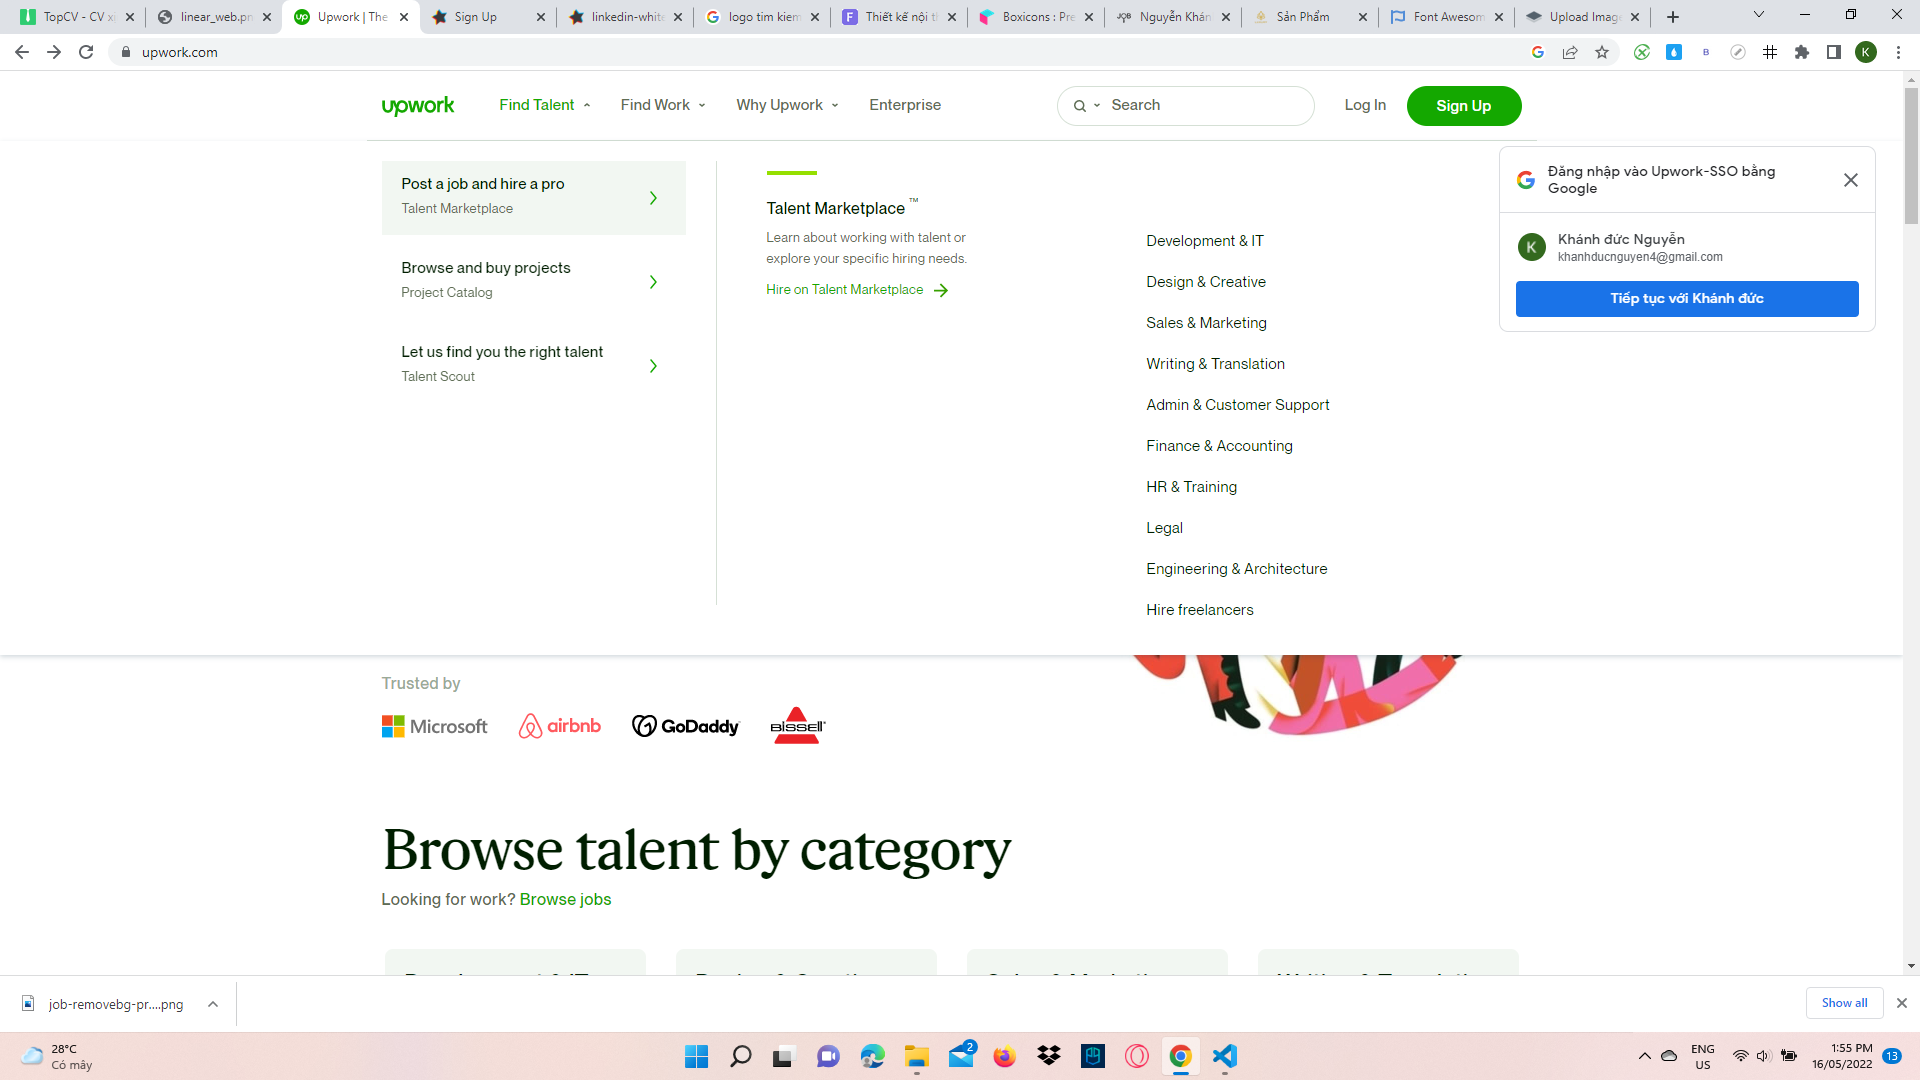 TopCV - CV xị
linear_web.pn
Upwork | The
Sign Up
linkedin-white
logo tim kiem
Thiết kế nội th
Boxicons : Pre
JOB
Nguyễn Khán
Sản Phẩm
Font Awesom
Upload Image
upwork.com
K
upwork
Find Talent
Find Work
Why Upwork
Enterprise
Search
Log In
Sign Up
Post a job and hire a pro
Talent Marketplace
Browse and buy projects
Project Catalog
Let us find you the right talent
Talent Scout
Talent Marketplace ™
Learn about working with talent or
explore your specific hiring needs.
Hire on Talent Marketplace
Development & IT
Design & Creative
Sales & Marketing
Writing & Translation
Admin & Customer Support
Finance & Accounting
HR & Training
Legal
Engineering & Architecture
Hire freelancers
Đăng nhập vào Upwork-SSO bằng
Google
K
Khánh đức Nguyễn
khanhducnguyen4@gmail.com
Tiếp tục với Khánh đức
Trusted by
Microsoft
airbnb
GoDaddy
BISSELL
Browse talent by category
Looking for work? Browse jobs
job-removebg-pr....png
Show all
28°C
Có mây
2
ENG
US
1:55 PM
16/05/2022
13